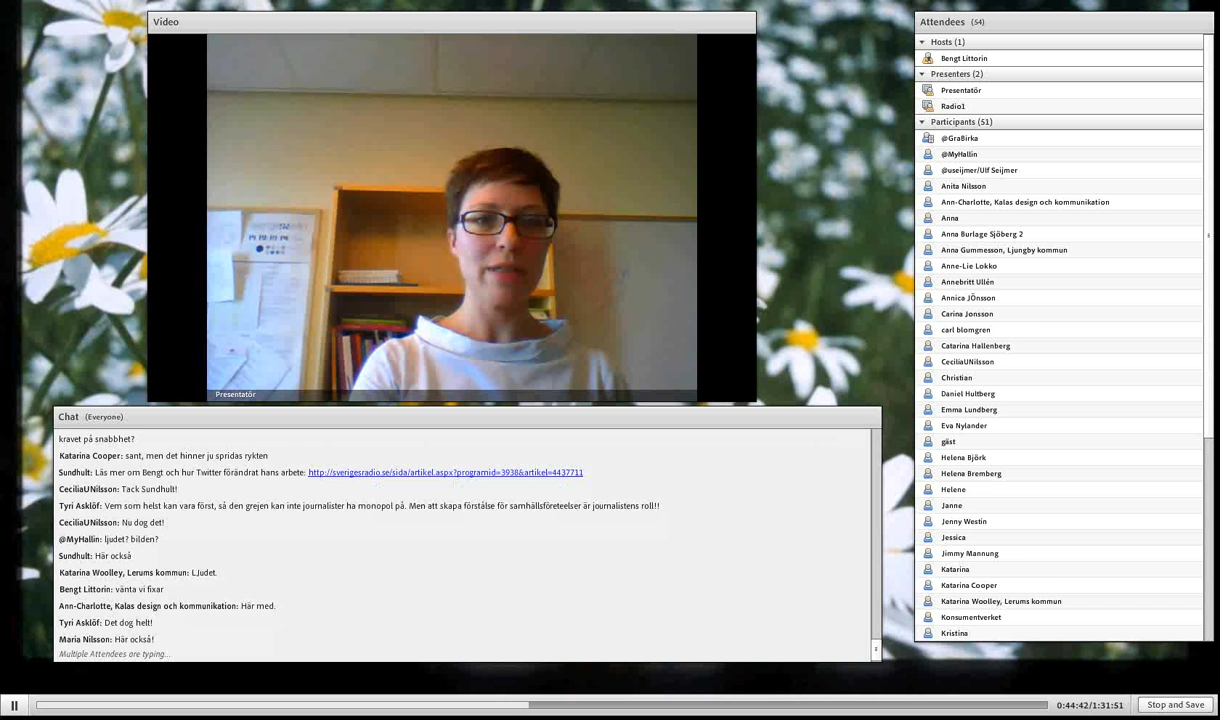 Video
Presentatör
Chat (Everyone)
kravet på snabbhet?
Katarina Cooper: sant, men det hinner ju spridas rykten
Sundhult: Läs mer om Bengt och hur Twitter förändrat hans arbete: http://sverigesradio.se/sida/artikel.aspx?programid=3938&artikel=4437711
CeciliaUNilsson: Tack Sundhult!
Tyri Asklöf: Vem som helst kan vara först, så den grejen kan inte journalister ha monopol på. Men att skapa förstålse för samhällsföreteelser är journalistens roll!!
CeciliaUNilsson: Nu dog det!
@MyHallin: ljudet? bilden?
Sundhult: Här också
Katarina Woolley, Lerums kommun: LJudet.
Bengt Littorin: vänta vi fixar
Ann-Charlotte, Kalas design och kommunikation: Här med.
Tyri Asklöf: Det dog helt!
Maria Nilsson: Här också!
Multiple Attendees are typing...
Attendees (54)
Hosts (1)
Bengt Littorin
Presenters (2)
Presentatör
Radio1
Participants (51)
@GraBirka
@MyHallin
@useijmer/Ulf Seijmer
Anita Nilsson
Ann-Charlotte, Kalas design och kommunikation
Anna
Anna Burlage Sjöberg 2
Anna Gummesson, Ljungby kommun
Anne-Lie Lokko
Annebritt Ullén
Annica JÖnsson
Carina Jonsson
carl blomgren
Catarina Hallenberg
CeciliaUNilsson
Christian
Daniel Hultberg
Emma Lundberg
Eva Nylander
gäst
Helena Björk
Helena Bremberg
Helene
Janne
Jenny Westin
Jessica
Jimmy Mannung
Katarina
Katarina Cooper
Katarina Woolley, Lerums kommun
Konsumentverket
Kristina
0:44:42/1:31:51
Stop and Save